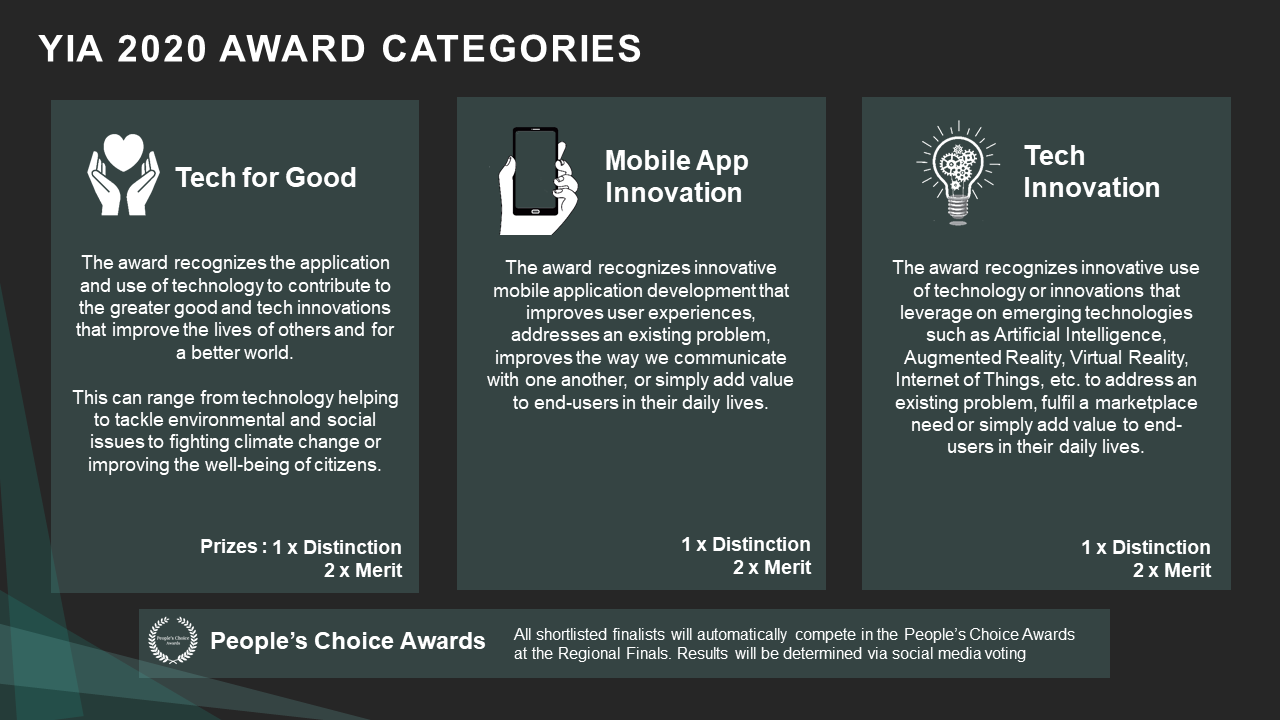 YIA 2020 AWARD CATEGORIES
Tech for Good
The award recognizes the application
and use of technology to contribute to
the greater good and tech innovations
that improve the lives of others and for
a better world.
This can range from technology helping
to tackle environmental and social
issues to fighting climate change or
improving the well-being of citizens.
Prizes : 1 x Distinction
2 x Merit
Mobile App
Innovation
The award recognizes innovative
mobile application development that
improves user experiences,
addresses an existing problem,
improves the way we communicate
with one another, or simply add value
to end-users in their daily lives.
1 x Distinction
2 x Merit
Tech
Innovation
The award recognizes innovative use
of technology or innovations that
leverage on emerging technologies
such as Artificial Intelligence,
Augmented Reality, Virtual Reality,
Internet of Things, etc. to address an
existing problem, fulfil a marketplace
need or simply add value to end-
users in their daily lives.
1 x Distinction
2 x Merit
People's Choice
Awards
People’s Choice Awards
All shortlisted finalists will automatically compete in the People’s Choice Awards
at the Regional Finals. Results will be determined via social media voting